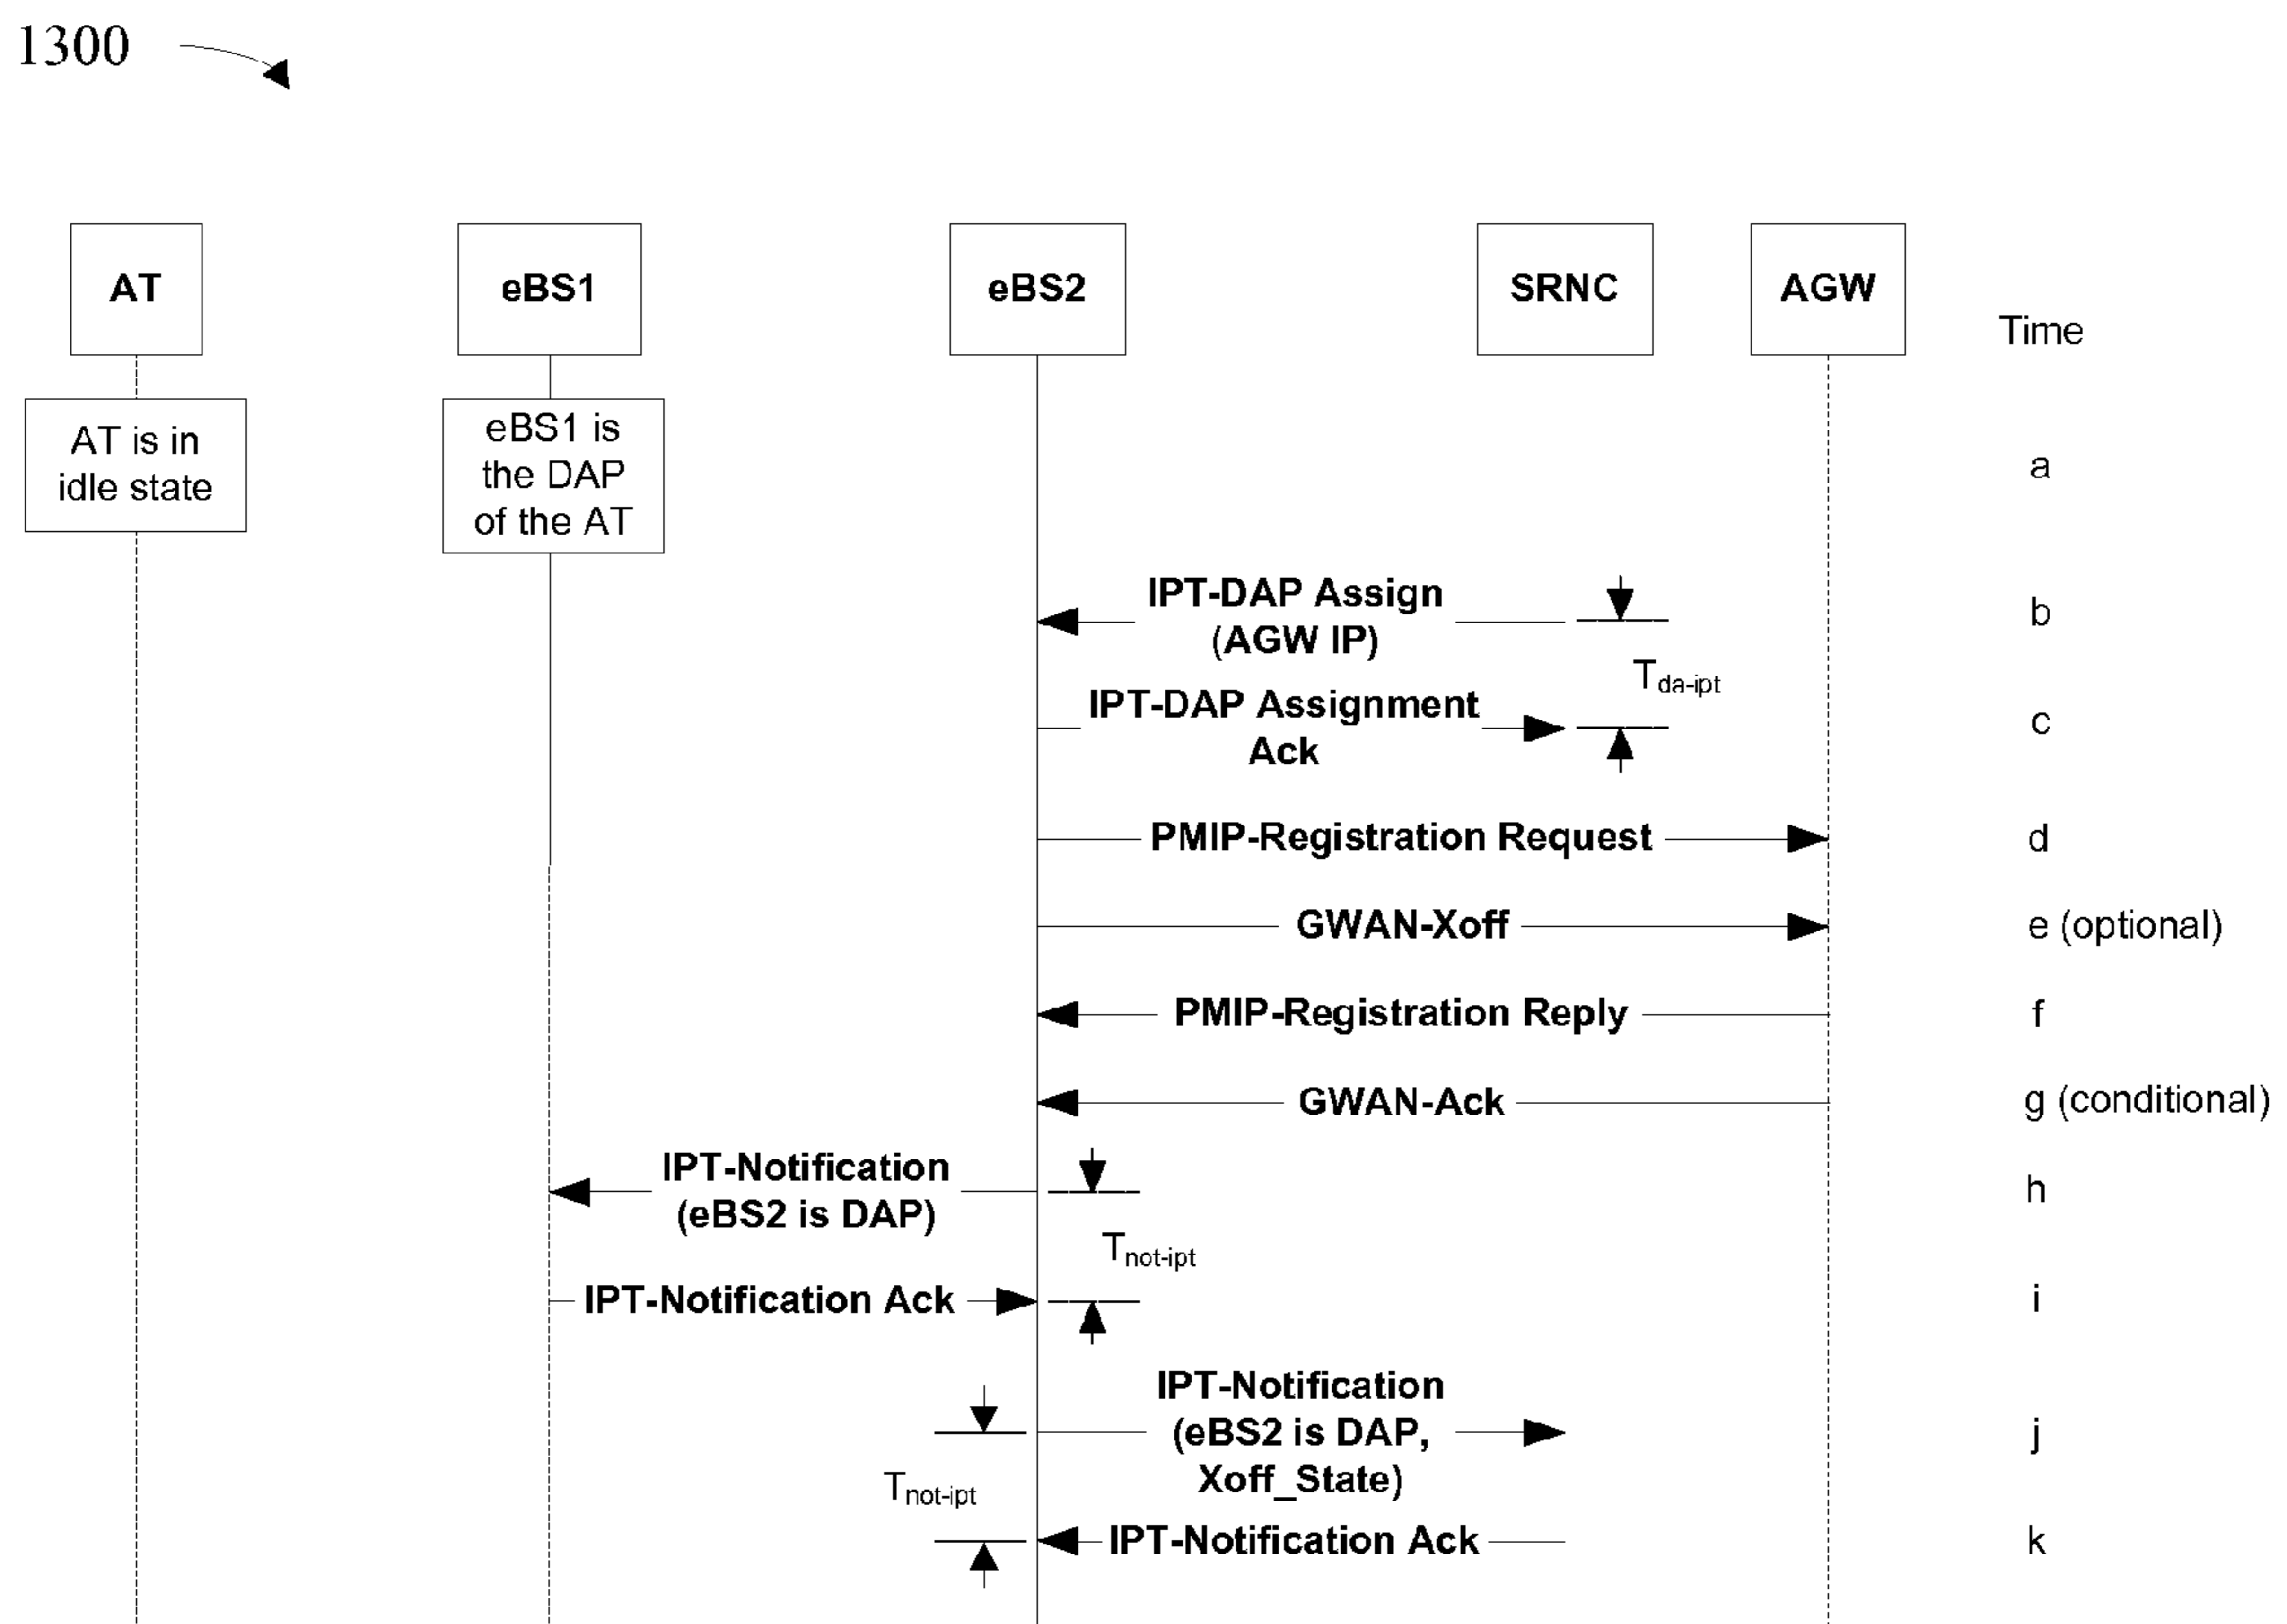 1300
AT
eBS1
eBS2
SRNC
AGW
Time
AT is in
idle state
eBS1 is
the DAP
of the AT
a
IPT-DAP Assign
(AGW IP)
b
T da-ipt
IPT-DAP Assignment
Ack
c
PMIP-Registration Request
d
GWAN-Xoff
e (optional)
PMIP-Registration Reply
f
GWAN-Ack
g (conditional)
IPT-Notification
(eBS2 is DAP)
h
T not-ipt
IPT-Notification Ack
i
IPT-Notification
(eBS2 is DAP,
Xoff_State)
j
T not-ipt
IPT-Notification Ack
k